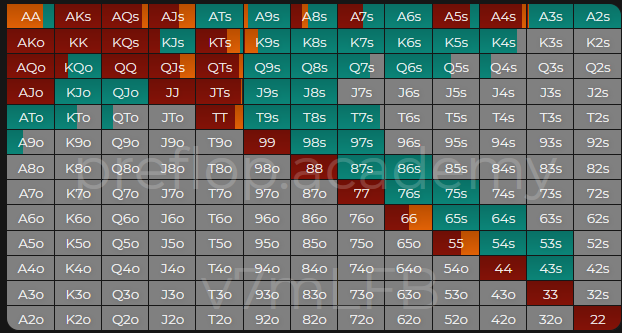 AA AKs AQs AJs ATs A9s A8s A7s A6s A5s A4s A3s A2s
AKo KK KQs KJs KTs K9s K8s K7s K6s K5s K4s K3s K2s
AQo KQo QQ QJs QTs Q9s Q8s Q7s Q6s Q5s Q4s Q3s Q2s
AJo KJo QJo JJ JTs J9s J8s J7s J6s J5s J4s J3s J2s
ATo KTo QTo JTo TT T9s T8s T7s T6s T5s T4s T3s T2s
A9o K9o Q9o J9o T9o 99 98s 97s 96s 95s 94s 93s 92s
preflop.academy
A8o K8o Q8o J8o T8o 98o 88 87s 86s 85s 84s 83s 82s
A7o K7o Q7o J7o T7o 97o 87o 77 76s 75s 74s 73s 72s
A6o K6o Q6o J6o T6o 96o 86o 76o 66 65s 64s 63s 62s
A5o K5o Q5o J5o T5o 95o 85o 75o 65o 55 54s 53s 52s
A4o K4o Q4o J4o T4o 94o 84o 74o 64o 54o 44 43s 42s
v7mLFB
A3o K3o Q3o J3o T3o 93o 83o 73o 63o 53o 43o 33 32s
A2o K2o Q2o J2o T2o 92o 82o 72o 62o 52o 42o 32o 22